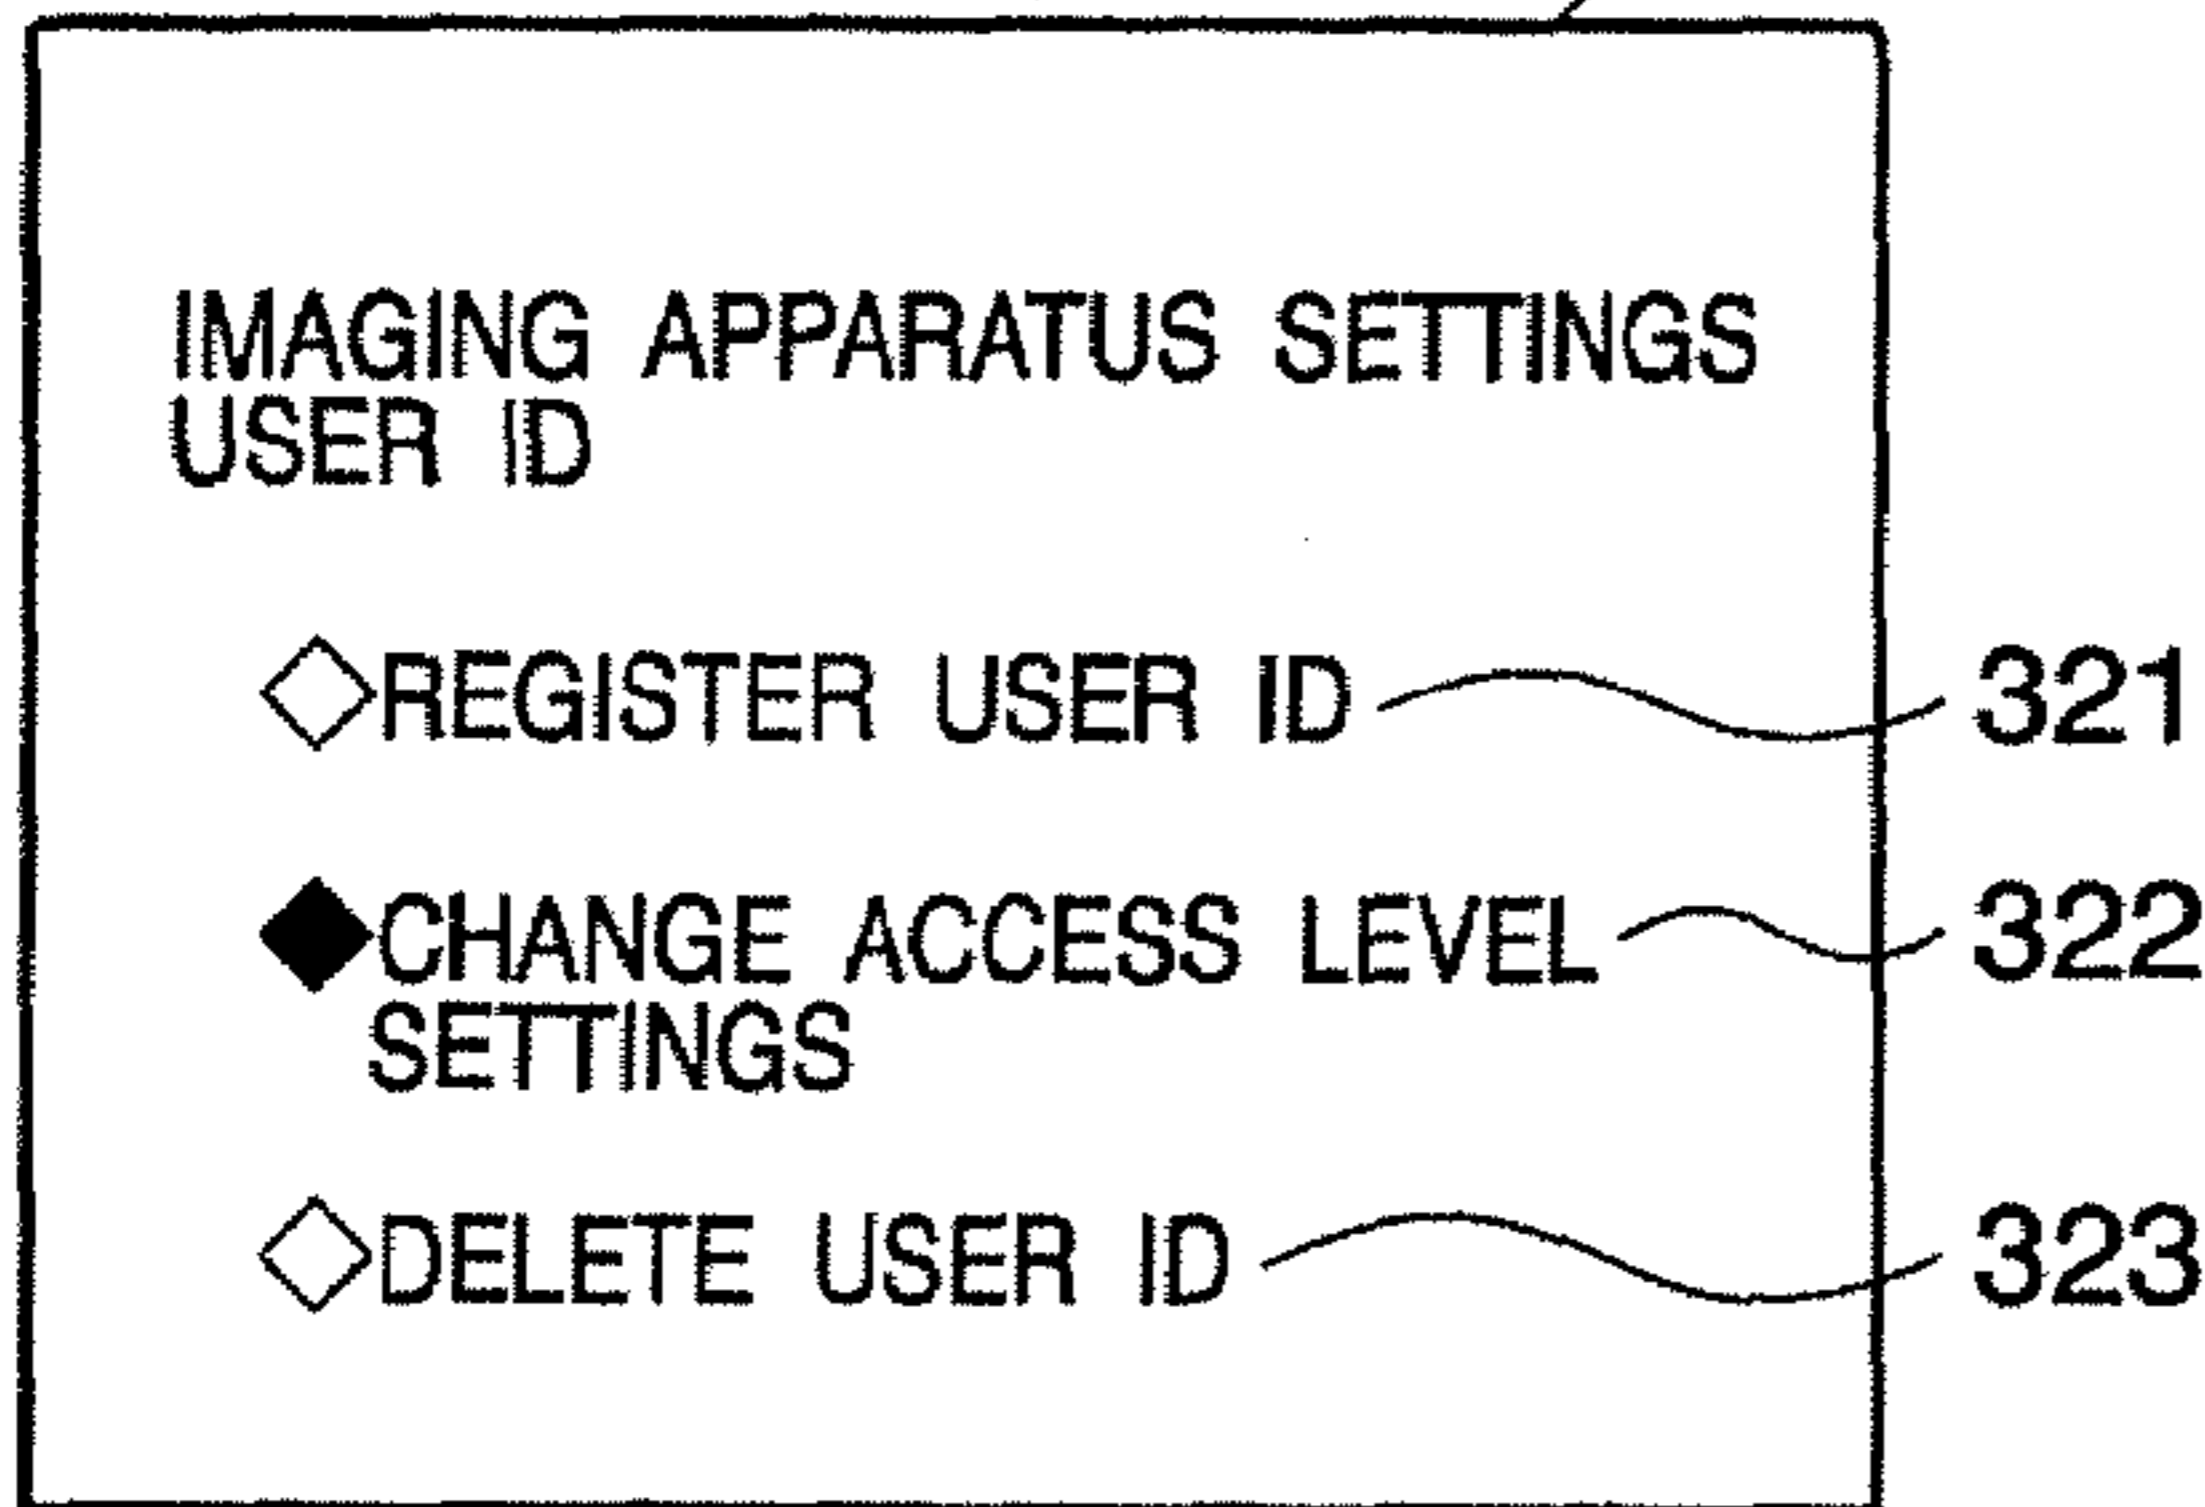 IMAGING APPARATUS SETTINGS
USER ID
◇REGISTER USER ID 321
◆CHANGE ACCESS LEVEL 322
SETTINGS
◇DELETE USER ID 323